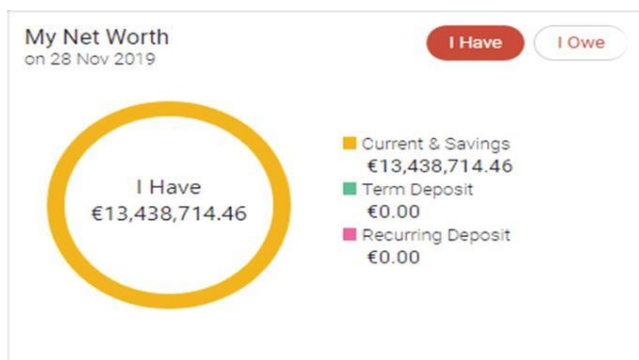 My Net Worth
on 28 Nov 2019
I Have
I Owe
I Have
€13,438,714.46
Current & Savings
€13,438,714.46
Term Deposit
€0.00
Recurring Deposit
€0.00